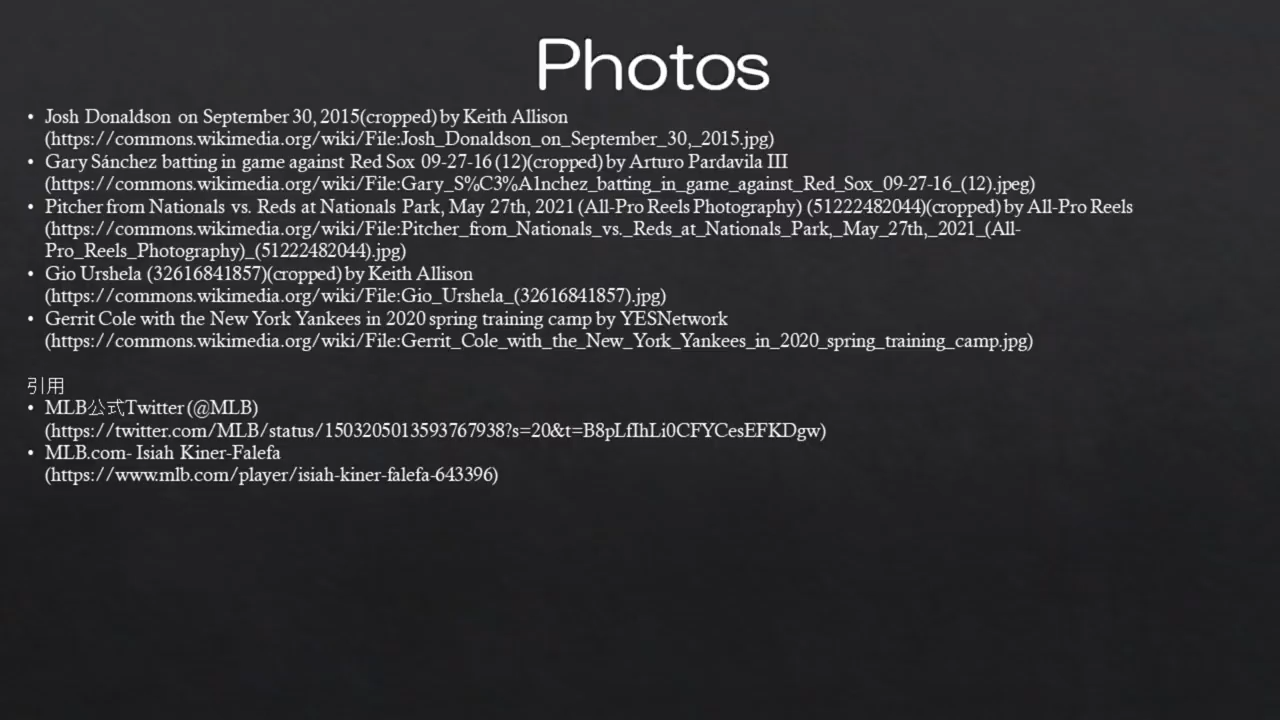 Photos
• Josh Donaldson on September 30, 2015(cropped) by Keith Allison
(https://commons.wikimedia.org/wiki/File:Josh_Donaldson_on_September_30,_2015.jpg)
• Gary Sánchez batting in game against Red Sox 09-27-16 (12)(cropped) by Arturo Pardavila III
(https://commons.wikimedia.org/wiki/File:Gary_S%C3%A1nchez_batting_in_game_against_Red_Sox_09-27-16_(12).jpeg)
• Pitcher from Nationals vs. Reds at Nationals Park, May 27th, 2021 (All-Pro Reels Photography) (51222482044)(cropped) by All-Pro Reels
(https://commons.wikimedia.org/wiki/File:Pitcher_from_Nationals_vs._Reds_at_Nationals_Park,_May_27th,_2021_(All-
Pro_Reels_Photography)_(51222482044).jpg)
• Gio Urshela (32616841857)(cropped) by Keith Allison
(https://commons.wikimedia.org/wiki/File:Gio_Urshela_(32616841857).jpg)
• Gerrit Cole with the New York Yankees in 2020 spring training camp by YESNetwork
(https://commons.wikimedia.org/wiki/File:Gerrit_Cole_with_the_New_York_Yankees_in_2020_spring_training_camp.jpg)
引用
• MLB公式Twitter (@MLB)
(https://twitter.com/MLB/status/1503205013593767938?s=20&t=B8pLfIhLi0CFYCesEFKDgw)
• MLB.com- Isiah Kiner-Falefa
(https://www.mlb.com/player/isiah-kiner-falefa-643396)